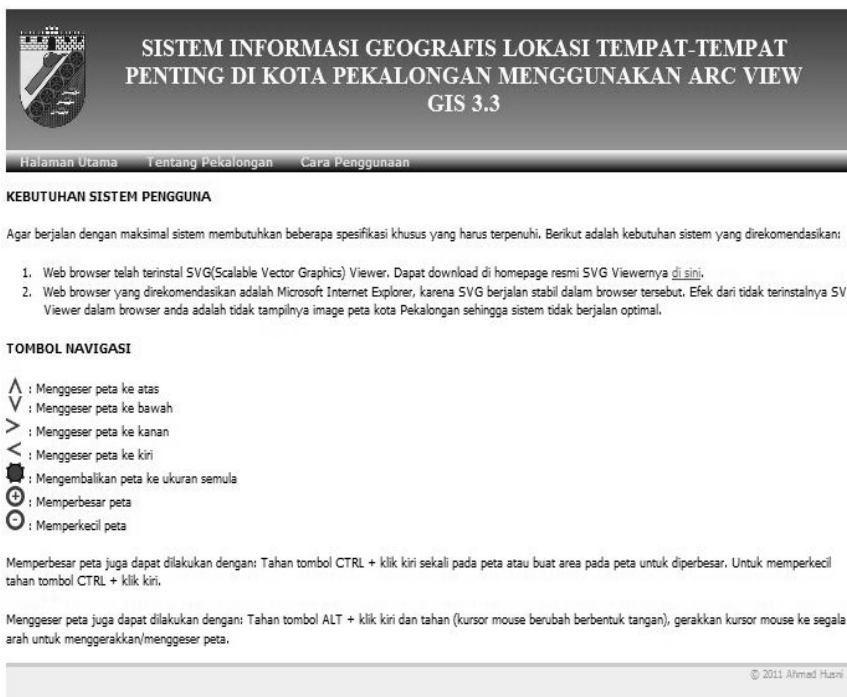 SISTEM INFORMASI GEOGRAFIS LOKASI TEMPAT-TEMPAT
PENTING DI KOTA PEKALONGAN MENGGUNAKAN ARC VIEW
GIS 3.3
Halaman Utama Tentang Pekalongan Cara Penggunaan
KEBUTUHAN SISTEM PENGGUNA
Agar berjalan dengan maksimal sistem membutuhkan beberapa spesifikasi khusus yang harus terpenuhi. Berikut adalah kebutuhan sistem yang direkomendasikan:
1. Web browser telah terinstal SVG(Scalable Vector Graphics) Viewer. Dapat download di homepage resmi SVG Viewernya di sini.
2. Web browser yang direkomendasikan adalah Microsoft Internet Explorer, karena SVG berjalan stabil dalam browser tersebut. Efek dari tidak terinstalnya SV
Viewer dalam browser anda adalah tidak tampilnya image peta kota Pekalongan sehingga sistem tidak berjalan optimal.
TOMBOL NAVIGASI
Λ : Menggeser peta ke atas
V : Menggeser peta ke bawah
> : Menggeser peta ke kanan
< : Menggeser peta ke kiri
: Mengembalikan peta ke ukuran semula
+ : Memperbesar peta
- : Memperkecil peta
Memperbesar peta juga dapat dilakukan dengan: Tahan tombol CTRL + klik kiri sekali pada peta atau buat area pada peta untuk diperbesar. Untuk memperkecil
tahan tombol CTRL + klik kiri.
Menggeser peta juga dapat dilakukan dengan: Tahan tombol ALT + klik kiri dan tahan (kursor mouse berubah berbentuk tangan), gerakkan kursor mouse ke segala
arah untuk menggerakkan/menggeser peta.
© 2011 Ahmad Husni